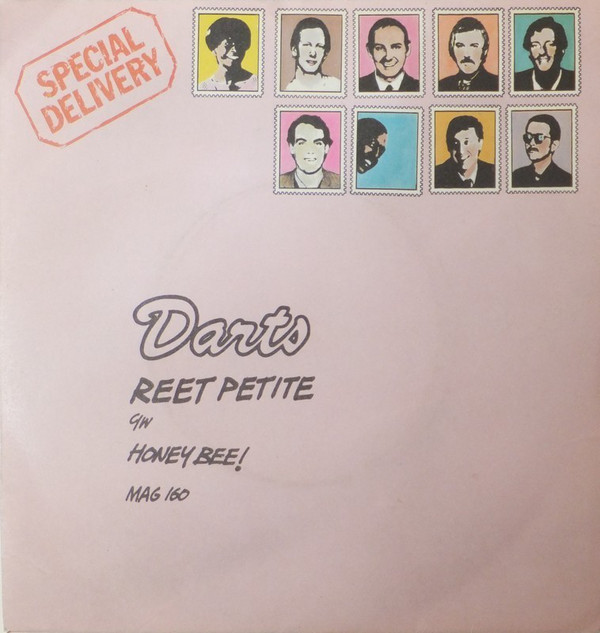 SPECIAL
DELIVERY
Darts
REET PETITE
C/W
HONEY BEE!
MAG 160